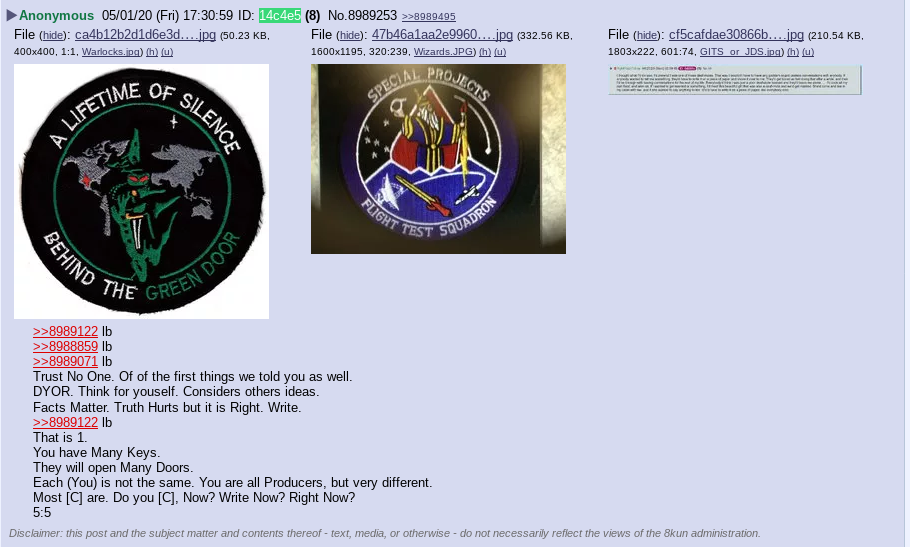 ▶Anonymous 05/01/20 (Fri) 17:30:59 ID: 14c4e5 (8) No.8989253 >>8989495
File (hide): ca4b12b2d1d6e3d….jpg (50.23 KB, 400x400, 1:1, Warlocks.jpg) (h) (u)
File (hide): 47b46a1aa2e9960….jpg (332.56 KB, 1600x1195, 320:239, Wizards.JPG) (h) (u)
File (hide): cf5cafdae30866b….jpg (210.54 KB, 1803x222, 601:74, GITS_or_JDS.jpg) (h) (u)
A LIFETIME OF SILENCE
BEHIND THE GREEN DOOR
SPECIAL PROJECTS
FLIGHT TEST SQUADRON
>>8989122 lb
>>8988859 lb
>>8989071 lb
Trust No One. Of of the first things we told you as well.
DYOR. Think for youself. Considers others ideas.
Facts Matter. Truth Hurts but it is Right. Write.
>>8989122 lb
That is 1.
You have Many Keys.
They will open Many Doors.
Each (You) is not the same. You are all Producers, but very different.
Most [C] are. Do you [C], Now? Write Now? Right Now?
5:5
Disclaimer: this post and the subject matter and contents thereof - text, media, or otherwise - do not necessarily reflect the views of the 8kun administration.